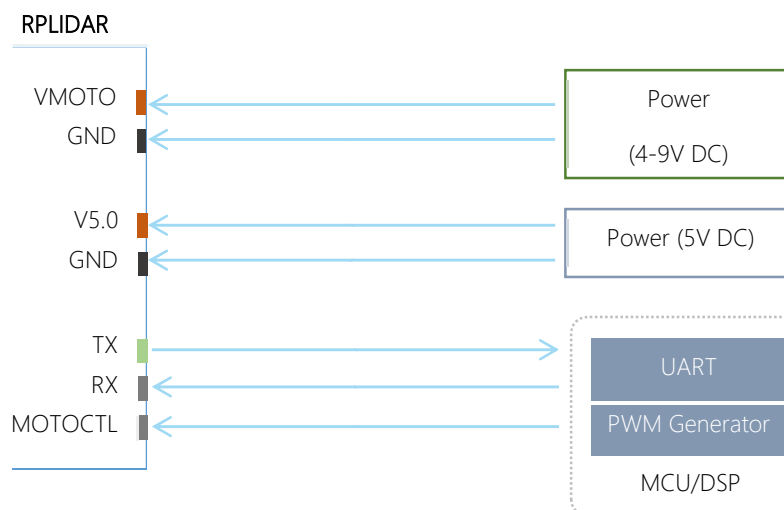 RPLIDAR
VMOTO
GND
Power
(4-9V DC)
V5.0
GND
Power (5V DC)
TX
RX
MOTOCTL
UART
PWM Generator
MCU/DSP